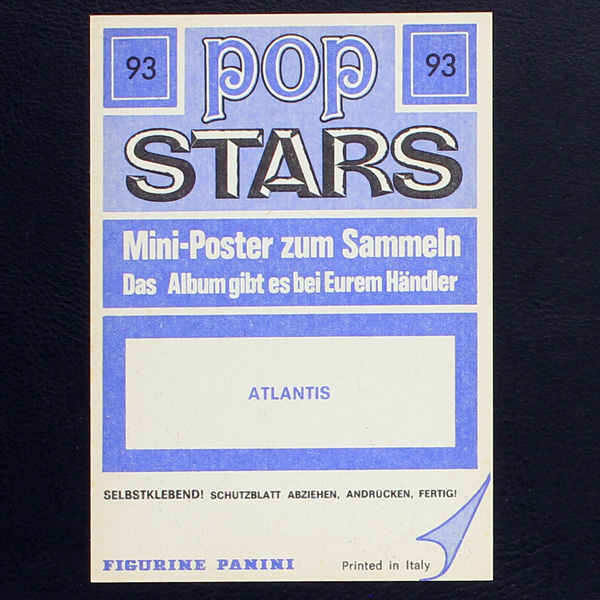 93 pop 93
STARS
Mini-Poster zum Sammeln
Das Album gibt es bei Eurem Händler
ATLANTIS
SELBSTKLEBEND! SCHUTZBLATT ABZIEHEN, ANDRÜCKEN, FERTIG!
FIGURINE PANINI Printed in Italy